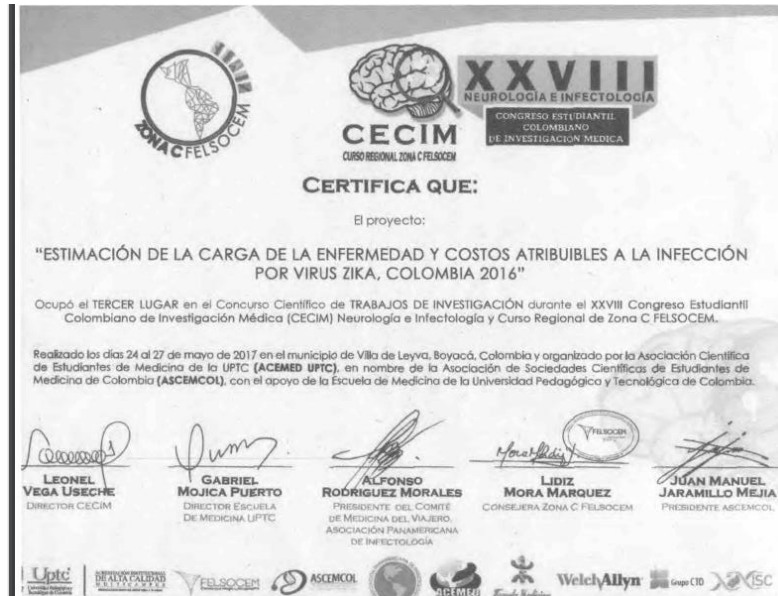 ZONA C FELSOCEM
CECIM
CURSO REGIONAL ZONA C FELSOCEM
XXVIII
NEUROLOGÍA E INFECTOLOGÍA
CONGRESO ESTUDIANTIL
COLOMBIANO
DE INVESTIGACIÓN MEDICA
CERTIFICA QUE:
El proyecto:
"ESTIMACIÓN DE LA CARGA DE LA ENFERMEDAD Y COSTOS ATRIBUIBLES A LA INFECCIÓN
POR VIRUS ZIKA, COLOMBIA 2016"
Ocupó el TERCER LUGAR en el Concurso Científico de TRABAJOS DE INVESTIGACIÓN durante el XXVIII Congreso Estudiantil
Colombiano de Investigación Médica (CECIM) Neurología e Infectología y Curso Regional de Zona C FELSOCEM.
Realizado los días 24 al 27 de mayo de 2017 en el municipio de Villa de Leyva, Boyacá, Colombia y organizado por la Asociación Científica
de Estudiantes de Medicina de la UPTC (ACEMED UPTC), en nombre de la Asociación de Sociedades Científicas de Estudiantes de
Medicina de Colombia (ASCEMCOL), con el apoyo de la Escuela de Medicina de la Universidad Pedagógica y Tecnológica de Colombia.
FELSOCEM
LEONEL
VEGA USECHE
DIRECTOR CECIM
GABRIEL
MOJICA PUERTO
DIRECTOR ESCUELA
DE MEDICINA UPTC
ALFONSO
RODRIGUEZ MORALES
PRESIDENTE DEL COMITÉ
DE MEDICINA DEL VIAJERO,
ASOCIACIÓN PANAMERICANA
DE INFECTOLOGÍA
LIDIZ
MORA MARQUEZ
CONSEJERA ZONA C FELSOCEM
JUAN MANUEL
JARAMILLO MEJIA
PRESIDENTE ASCEMCOL
Uptc
ACREDITACIÓN INSTITUCIONAL
DE ALTA CALIDAD
MULTICAMPUS
FELSOCEM
ASCEMCOL
ACEMED
WelchAllyn
Grupo CTO